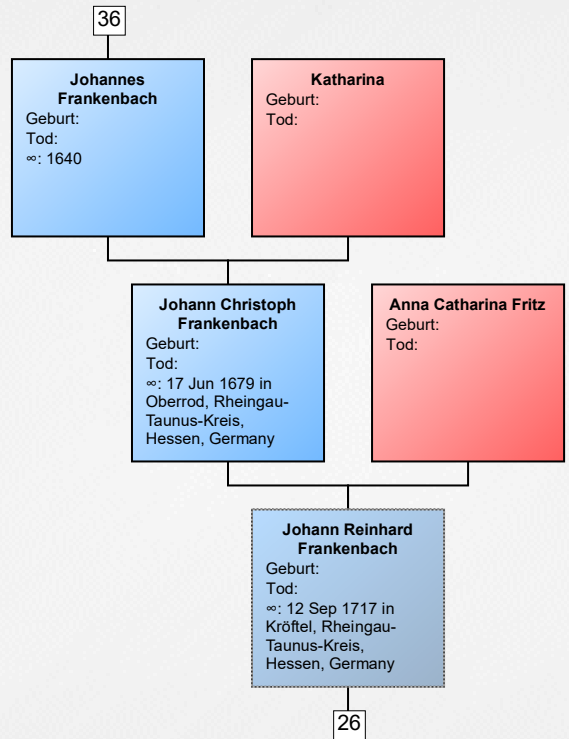 36
Johannes
Frankenbach
Geburt:
Tod:
∞: 1640
Katharina
Geburt:
Tod:
Johann Christoph
Frankenbach
Geburt:
Tod:
∞: 17 Jun 1679 in
Oberrod, Rheingau-
Taunus-Kreis,
Hessen, Germany
Anna Catharina Fritz
Geburt:
Tod:
Johann Reinhard
Frankenbach
Geburt:
Tod:
∞: 12 Sep 1717 in
Kröftel, Rheingau-
Taunus-Kreis,
Hessen, Germany
26